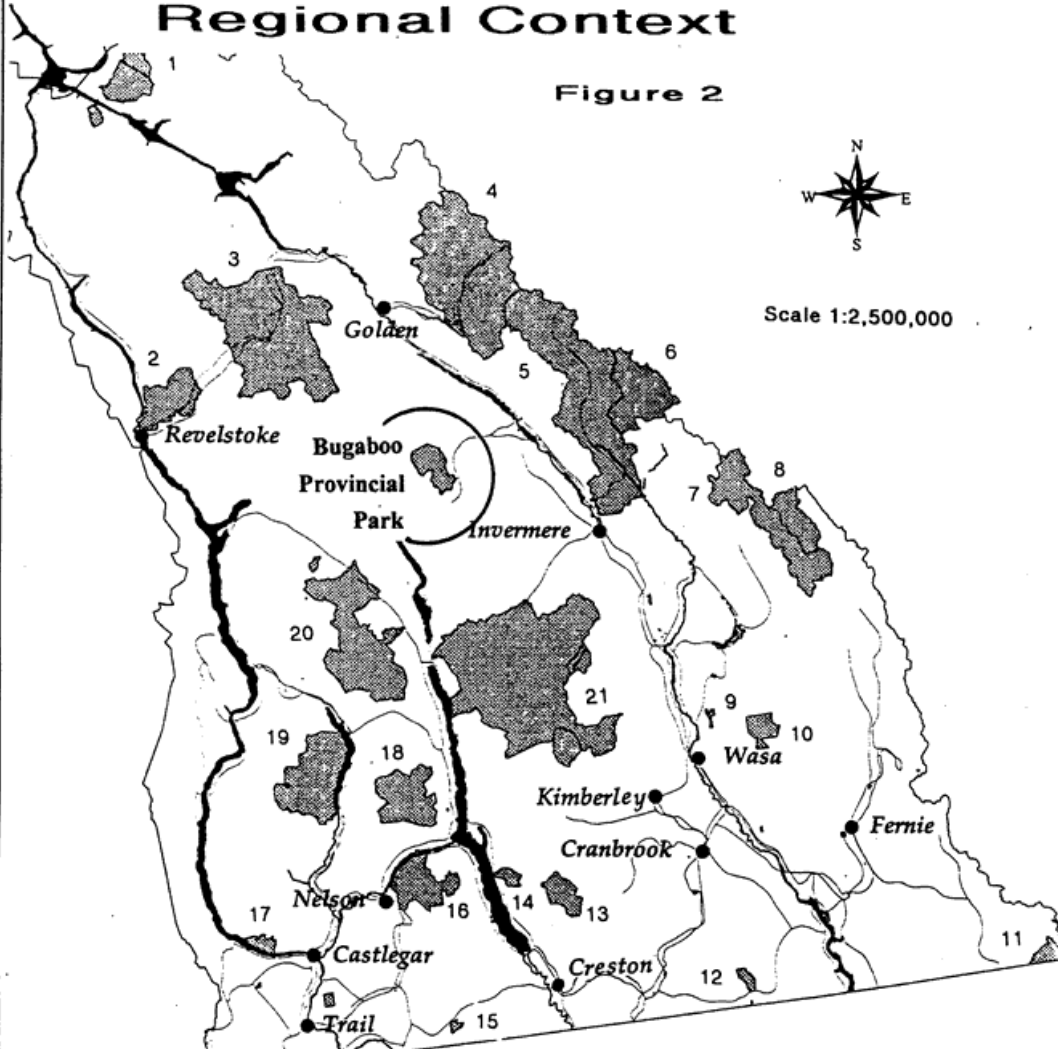 Regional Context
Figure 2
N
W E
S
Scale 1:2,500,000
1
4
3
Golden
2
5
6
Revelstoke
Bugaboo
Provincial
Park
Invermere
7
8
20
21
9
10
19
18
Wasa
Kimberley
Fernie
Cranbrook
Nelson
16
14
13
17
Castlegar
11
Creston
12
15
Trail